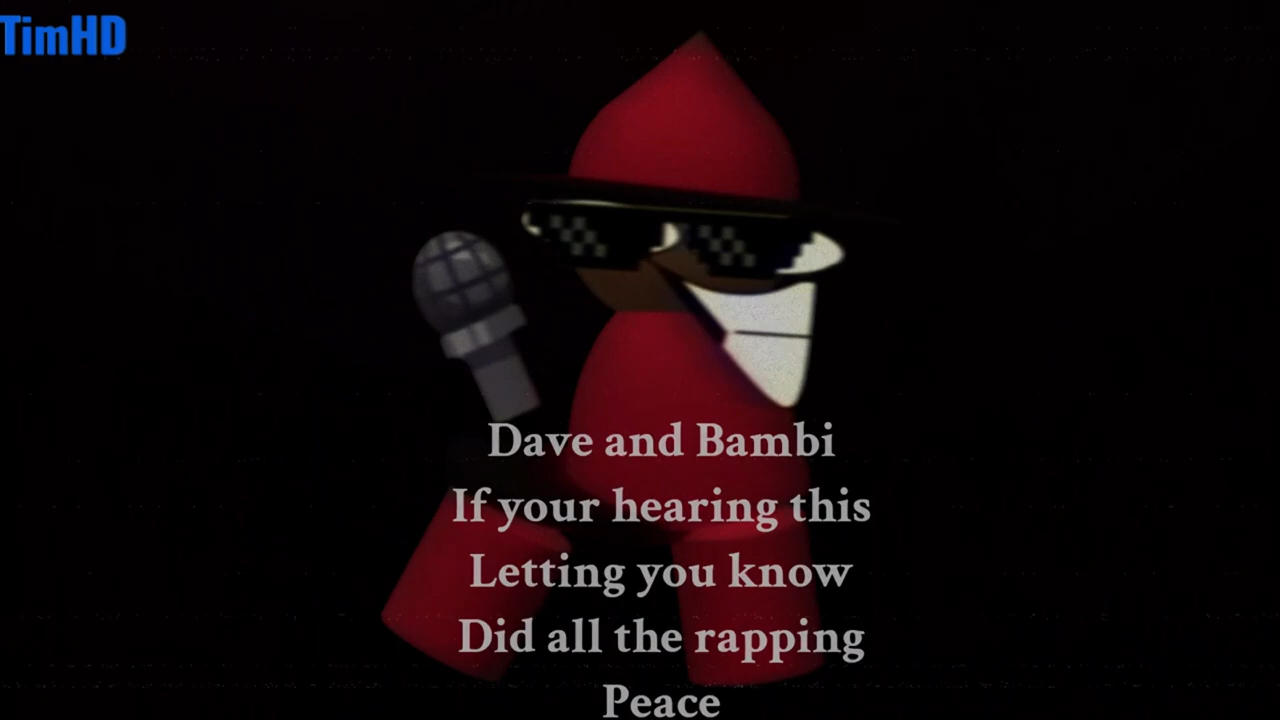 TimHD
Dave and Bambi
If your hearing this
Letting you know
Did all the rapping
Peace